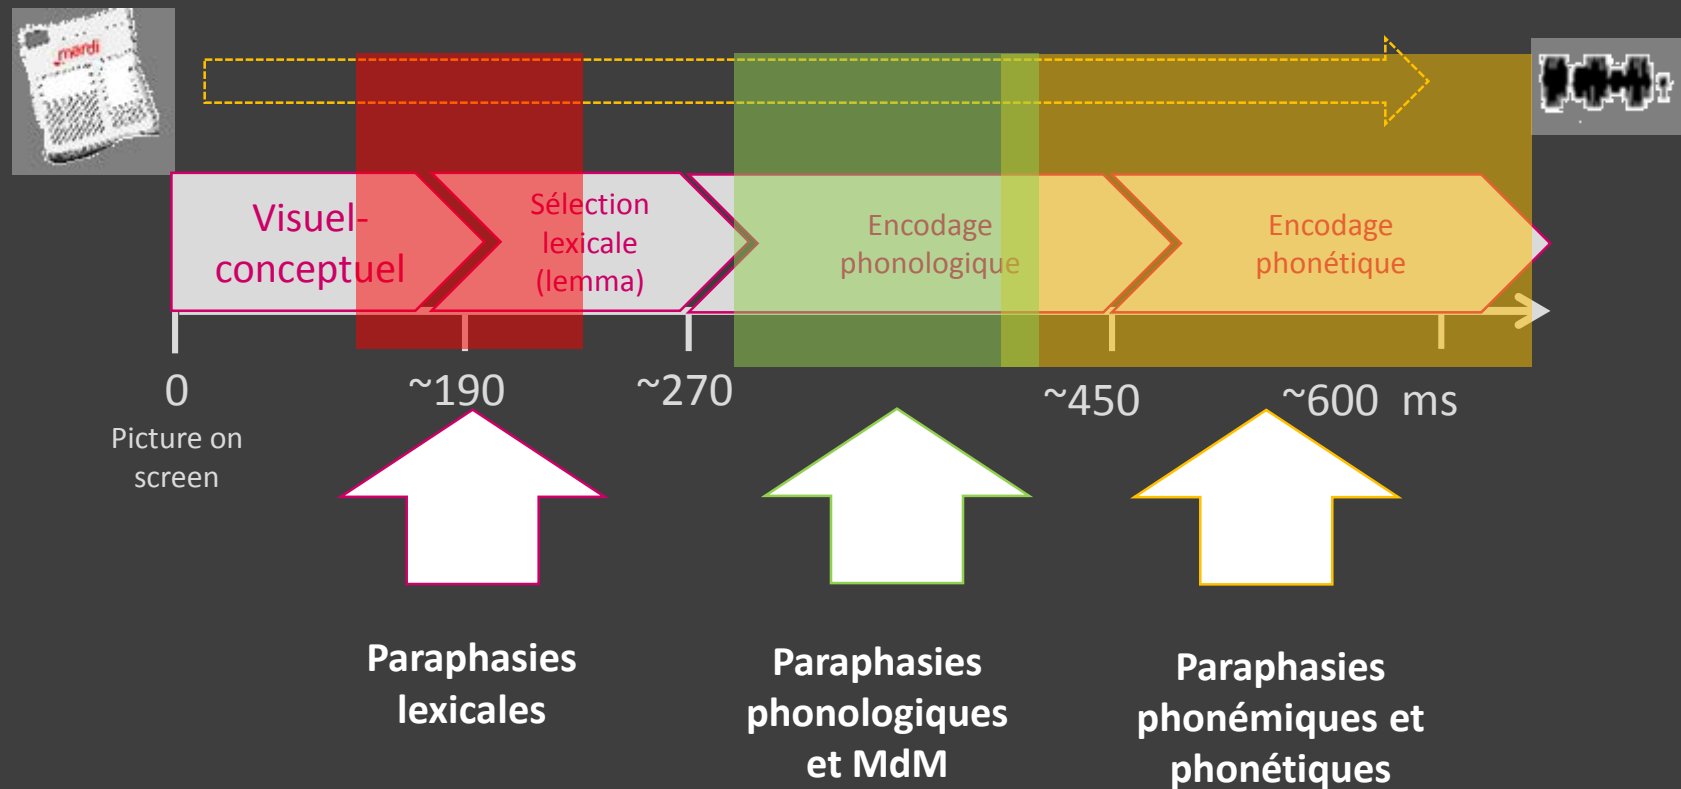 mardi
Visuel-
conceptuel
Sélection
lexicale
(lemma)
Encodage
phonologique
Encodage
phonétique
0
~190
~270
~450
~600 ms
Picture on
screen
Paraphasies
lexicales
Paraphasies
phonologiques
et MdM
Paraphasies
phonémiques et
phonétiques